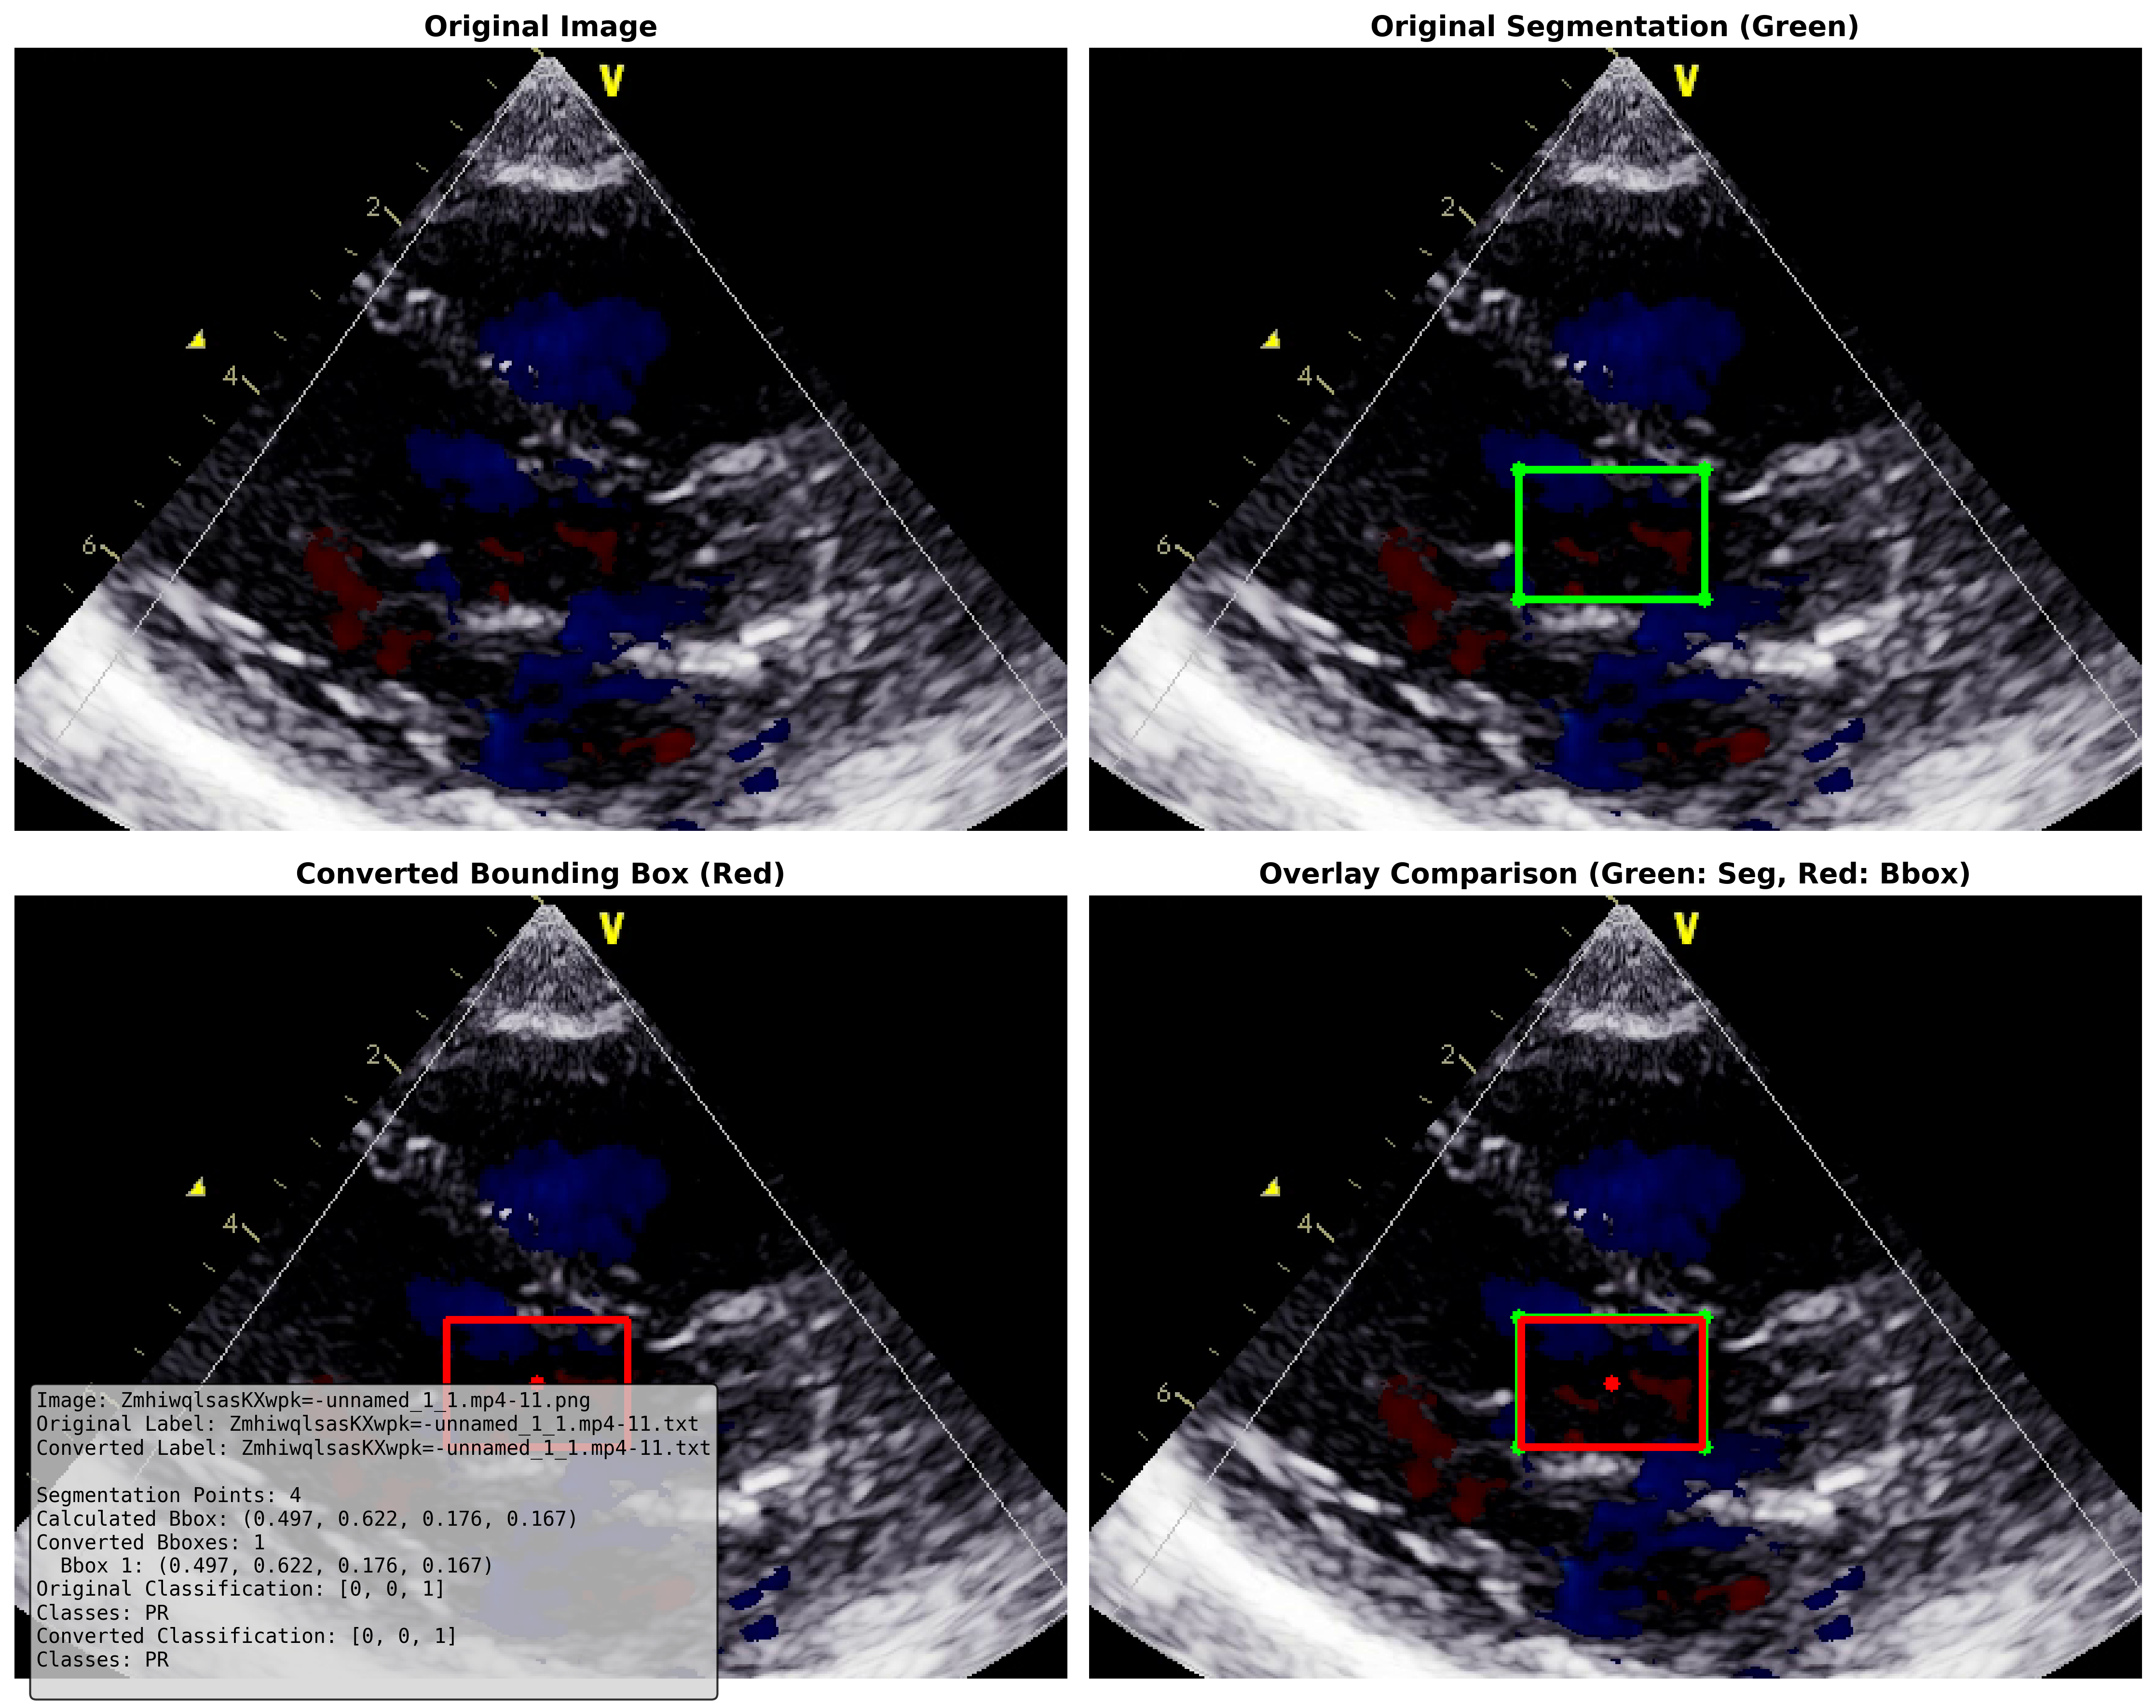 Original Image
Original Segmentation (Green)
V
2
4
6
V
2
4
6
Converted Bounding Box (Red)
Overlay Comparison (Green: Seg, Red: Bbox)
V
2
4
V
2
4
6
Image: ZmhiwqlsasKXwpk=-unnamed_1_1.mp4-11.png
Original Label: ZmhiwqlsasKXwpk=-unnamed_1_1.mp4-11.txt
Converted Label: ZmhiwqlsasKXwpk=-unnamed_1_1.mp4-11.txt
Segmentation Points: 4
Calculated Bbox: (0.497, 0.622, 0.176, 0.167)
Converted Bboxes: 1
Bbox 1: (0.497, 0.622, 0.176, 0.167)
Original Classification: [0, 0, 1]
Classes: PR
Converted Classification: [0, 0, 1]
Classes: PR